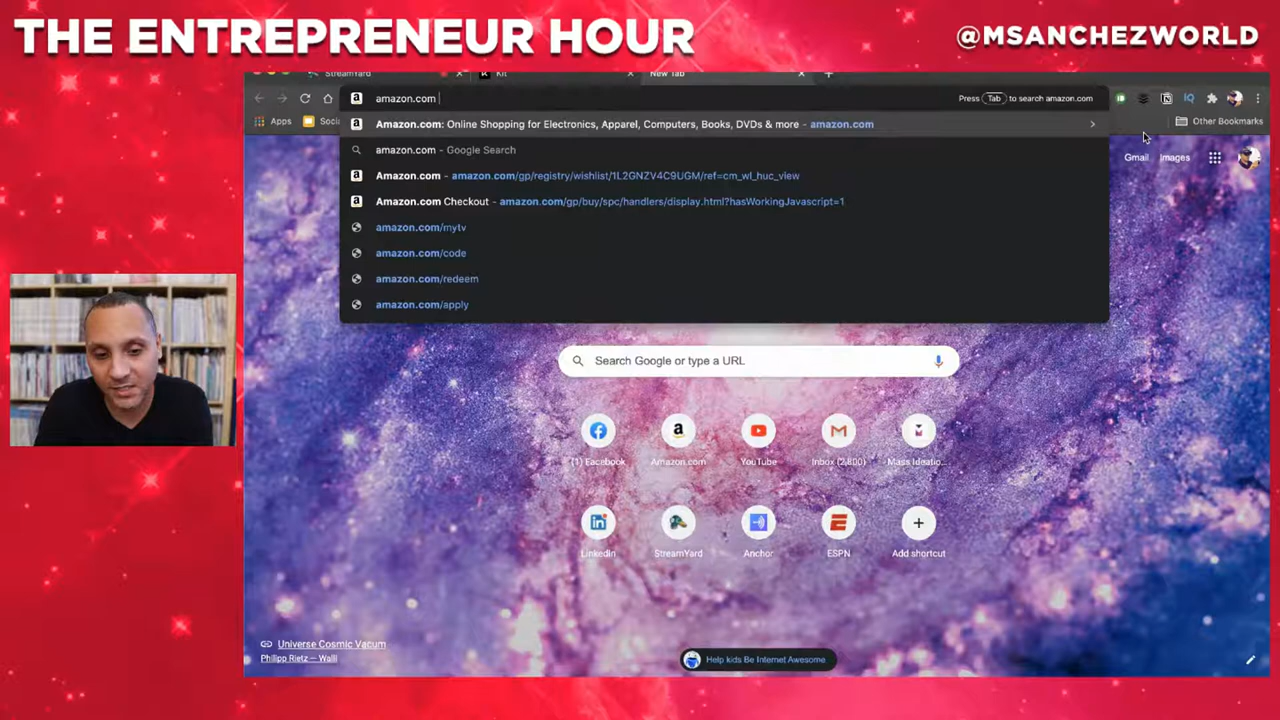 THE ENTREPRENEUR HOUR
@MSANCHEZWORLD
StreamYard
Kit
New Tab
amazon.com
Press Tab to search amazon.com
Apps
Other Bookmarks
Amazon.com: Online Shopping for Electronics, Apparel, Computers, Books, DVDs & more - amazon.com
amazon.com - Google Search
Gmail
Images
Amazon.com - amazon.com/gp/registry/wishlist/1L2GNZV4C9UGM/ref=cm_wl_huc_view
Amazon.com Checkout - amazon.com/gp/buy/spc/handlers/display.html?hasWorkingJavascript=1
amazon.com/mytv
amazon.com/code
amazon.com/redeem
amazon.com/apply
Search Google or type a URL
(1) Facebook
Amazon.com
YouTube
Inbox (2,800)
Mass Ideatio...
LinkedIn
StreamYard
Anchor
ESPN
Add shortcut
Universe Cosmic Vacum
Philipp Rietz — Walli
Help kids Be Internet Awesome.